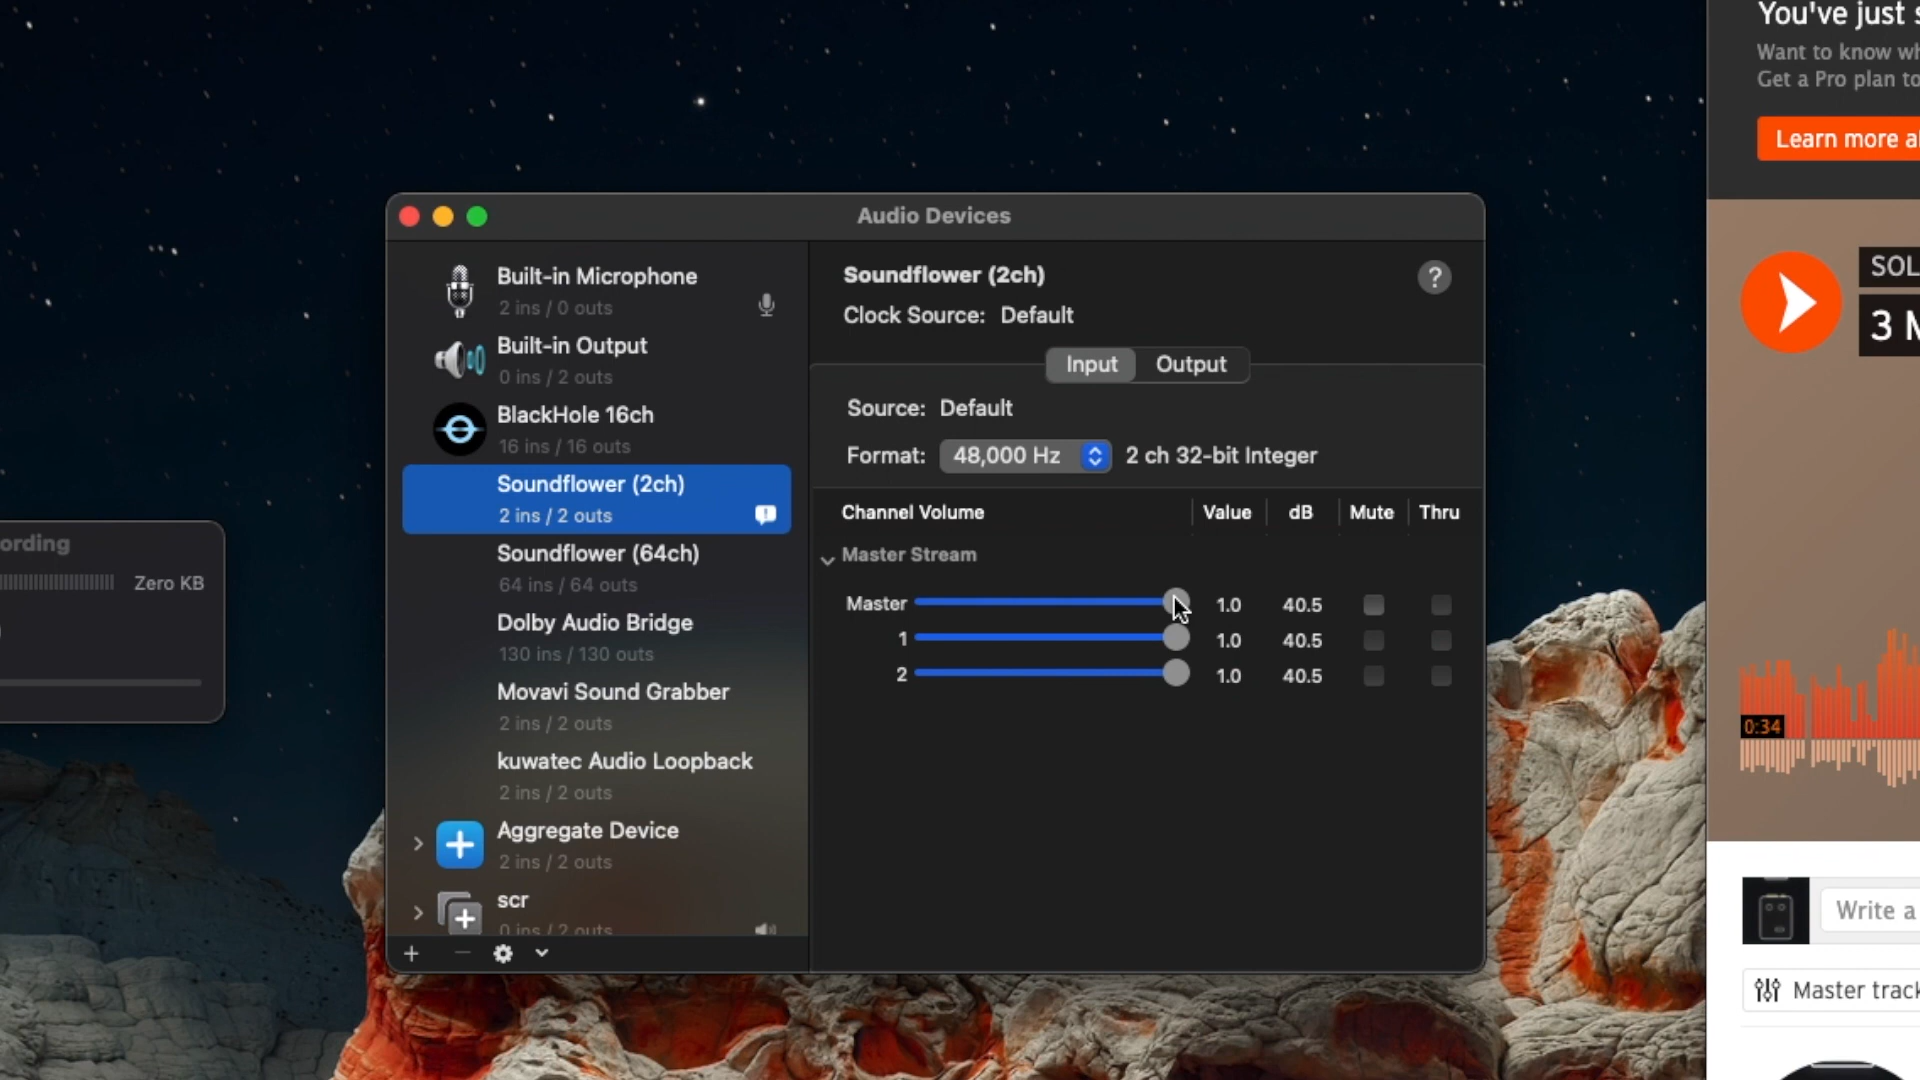 You've just
Want to know
Get a Pro plan to
Learn more
Audio Devices
Built-in Microphone
2 ins / 0 outs
Built-in Output
0 ins / 2 outs
BlackHole 16ch
16 ins / 16 outs
Soundflower (2ch)
2 ins / 2 outs
Soundflower (64ch)
64 ins / 64 outs
Dolby Audio Bridge
130 ins / 130 outs
Movavi Sound Grabber
2 ins / 2 outs
kuwatec Audio Loopback
2 ins / 2 outs
Aggregate Device
2 ins / 2 outs
scr
0 ins / 2 outs
Soundflower (2ch)
?
Clock Source: Default
Input Output
Source: Default
Format: 48,000 Hz 2 ch 32-bit Integer
Channel Volume Value dB Mute Thru
Master Stream
Master 1.0 40.5
1 1.0 40.5
2 1.0 40.5
ording
Zero KB
SOL
3 M
0:34
Write a
Master track